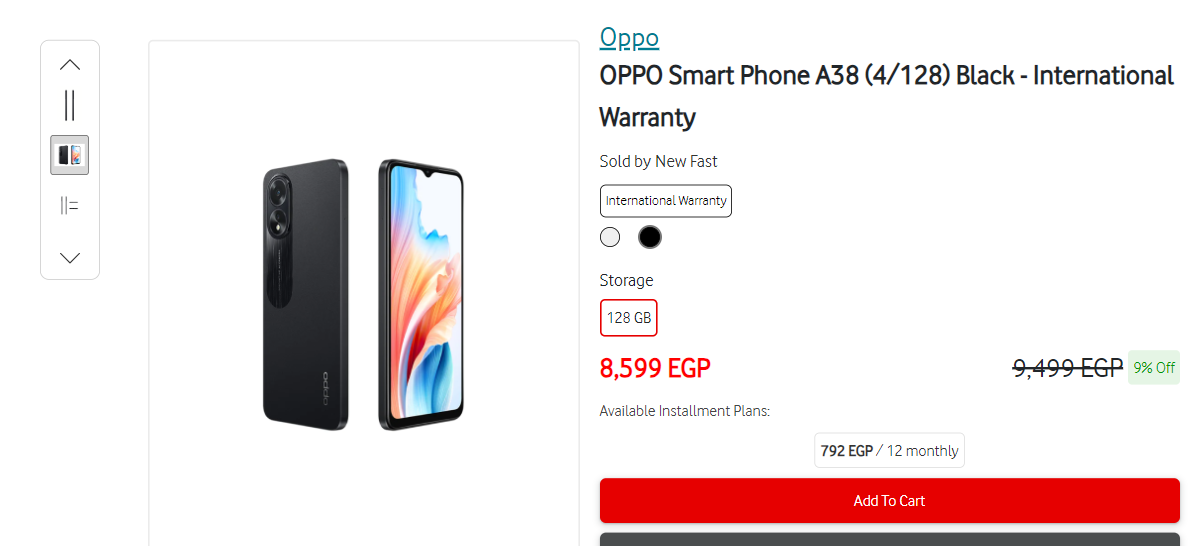 Oppo
OPPO Smart Phone A38 (4/128) Black - International
Warranty
Sold by New Fast
International Warranty
Storage
128 GB
8,599 EGP
9,499 EGP
9% Off
Available Installment Plans:
792 EGP / 12 monthly
Add To Cart
oppo